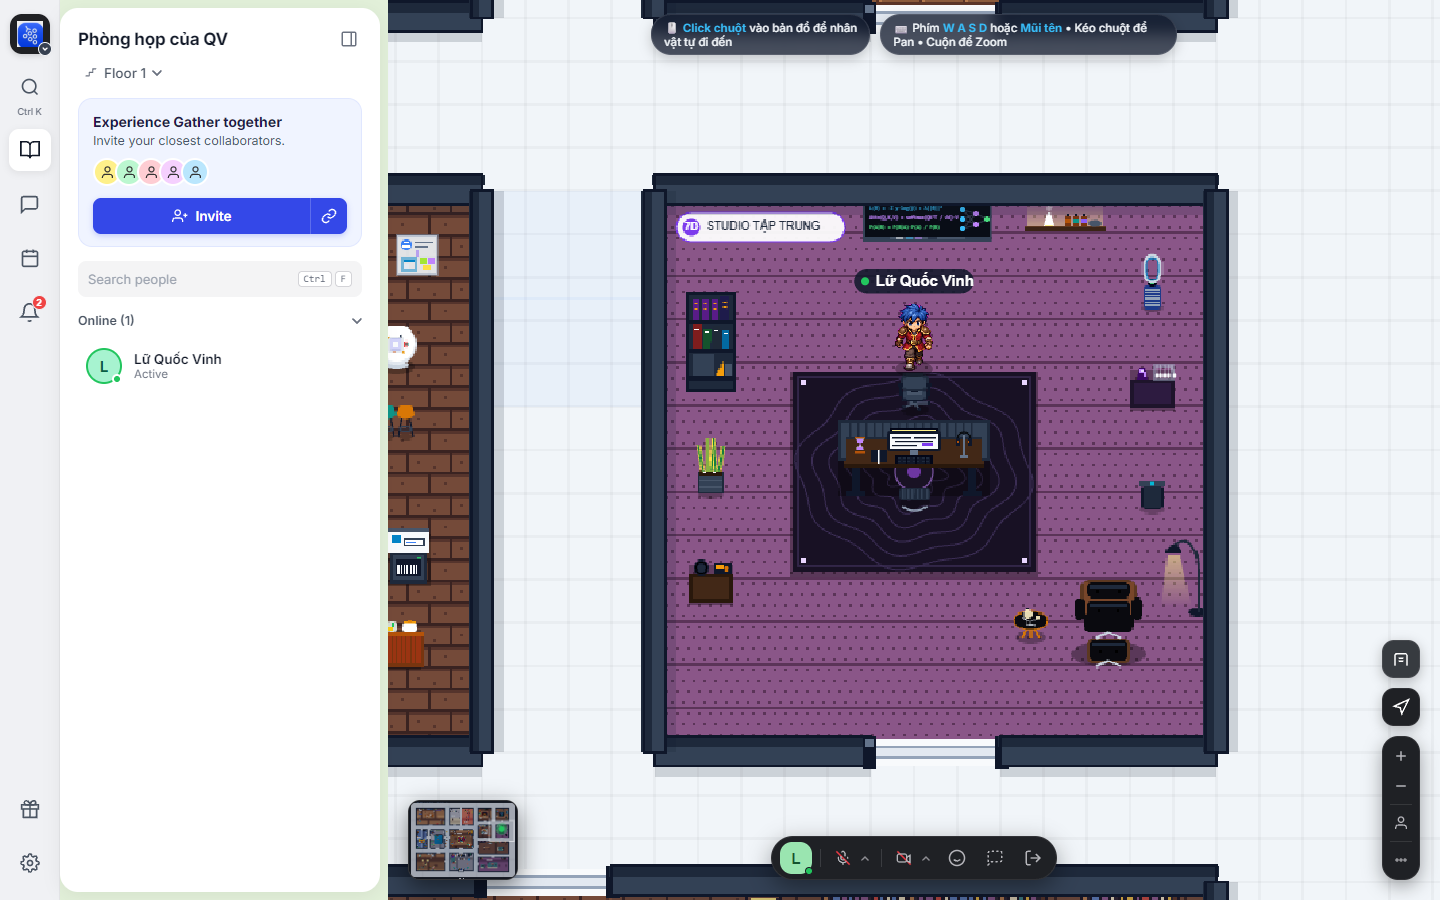 Phòng họp của QV
Floor 1
Ctrl K
Experience Gather together
Invite your closest collaborators.
Invite
Search people
Ctrl F
Online (1)
L
Lữ Quốc Vinh
Active
2
Click chuột vào bản đồ để nhân
vật tự đi đến
Phím W A S D hoặc Mũi tên • Kéo chuột để
Pan • Cuộn để Zoom
7D STUDIO TẬP TRUNG
Lữ Quốc Vinh
L